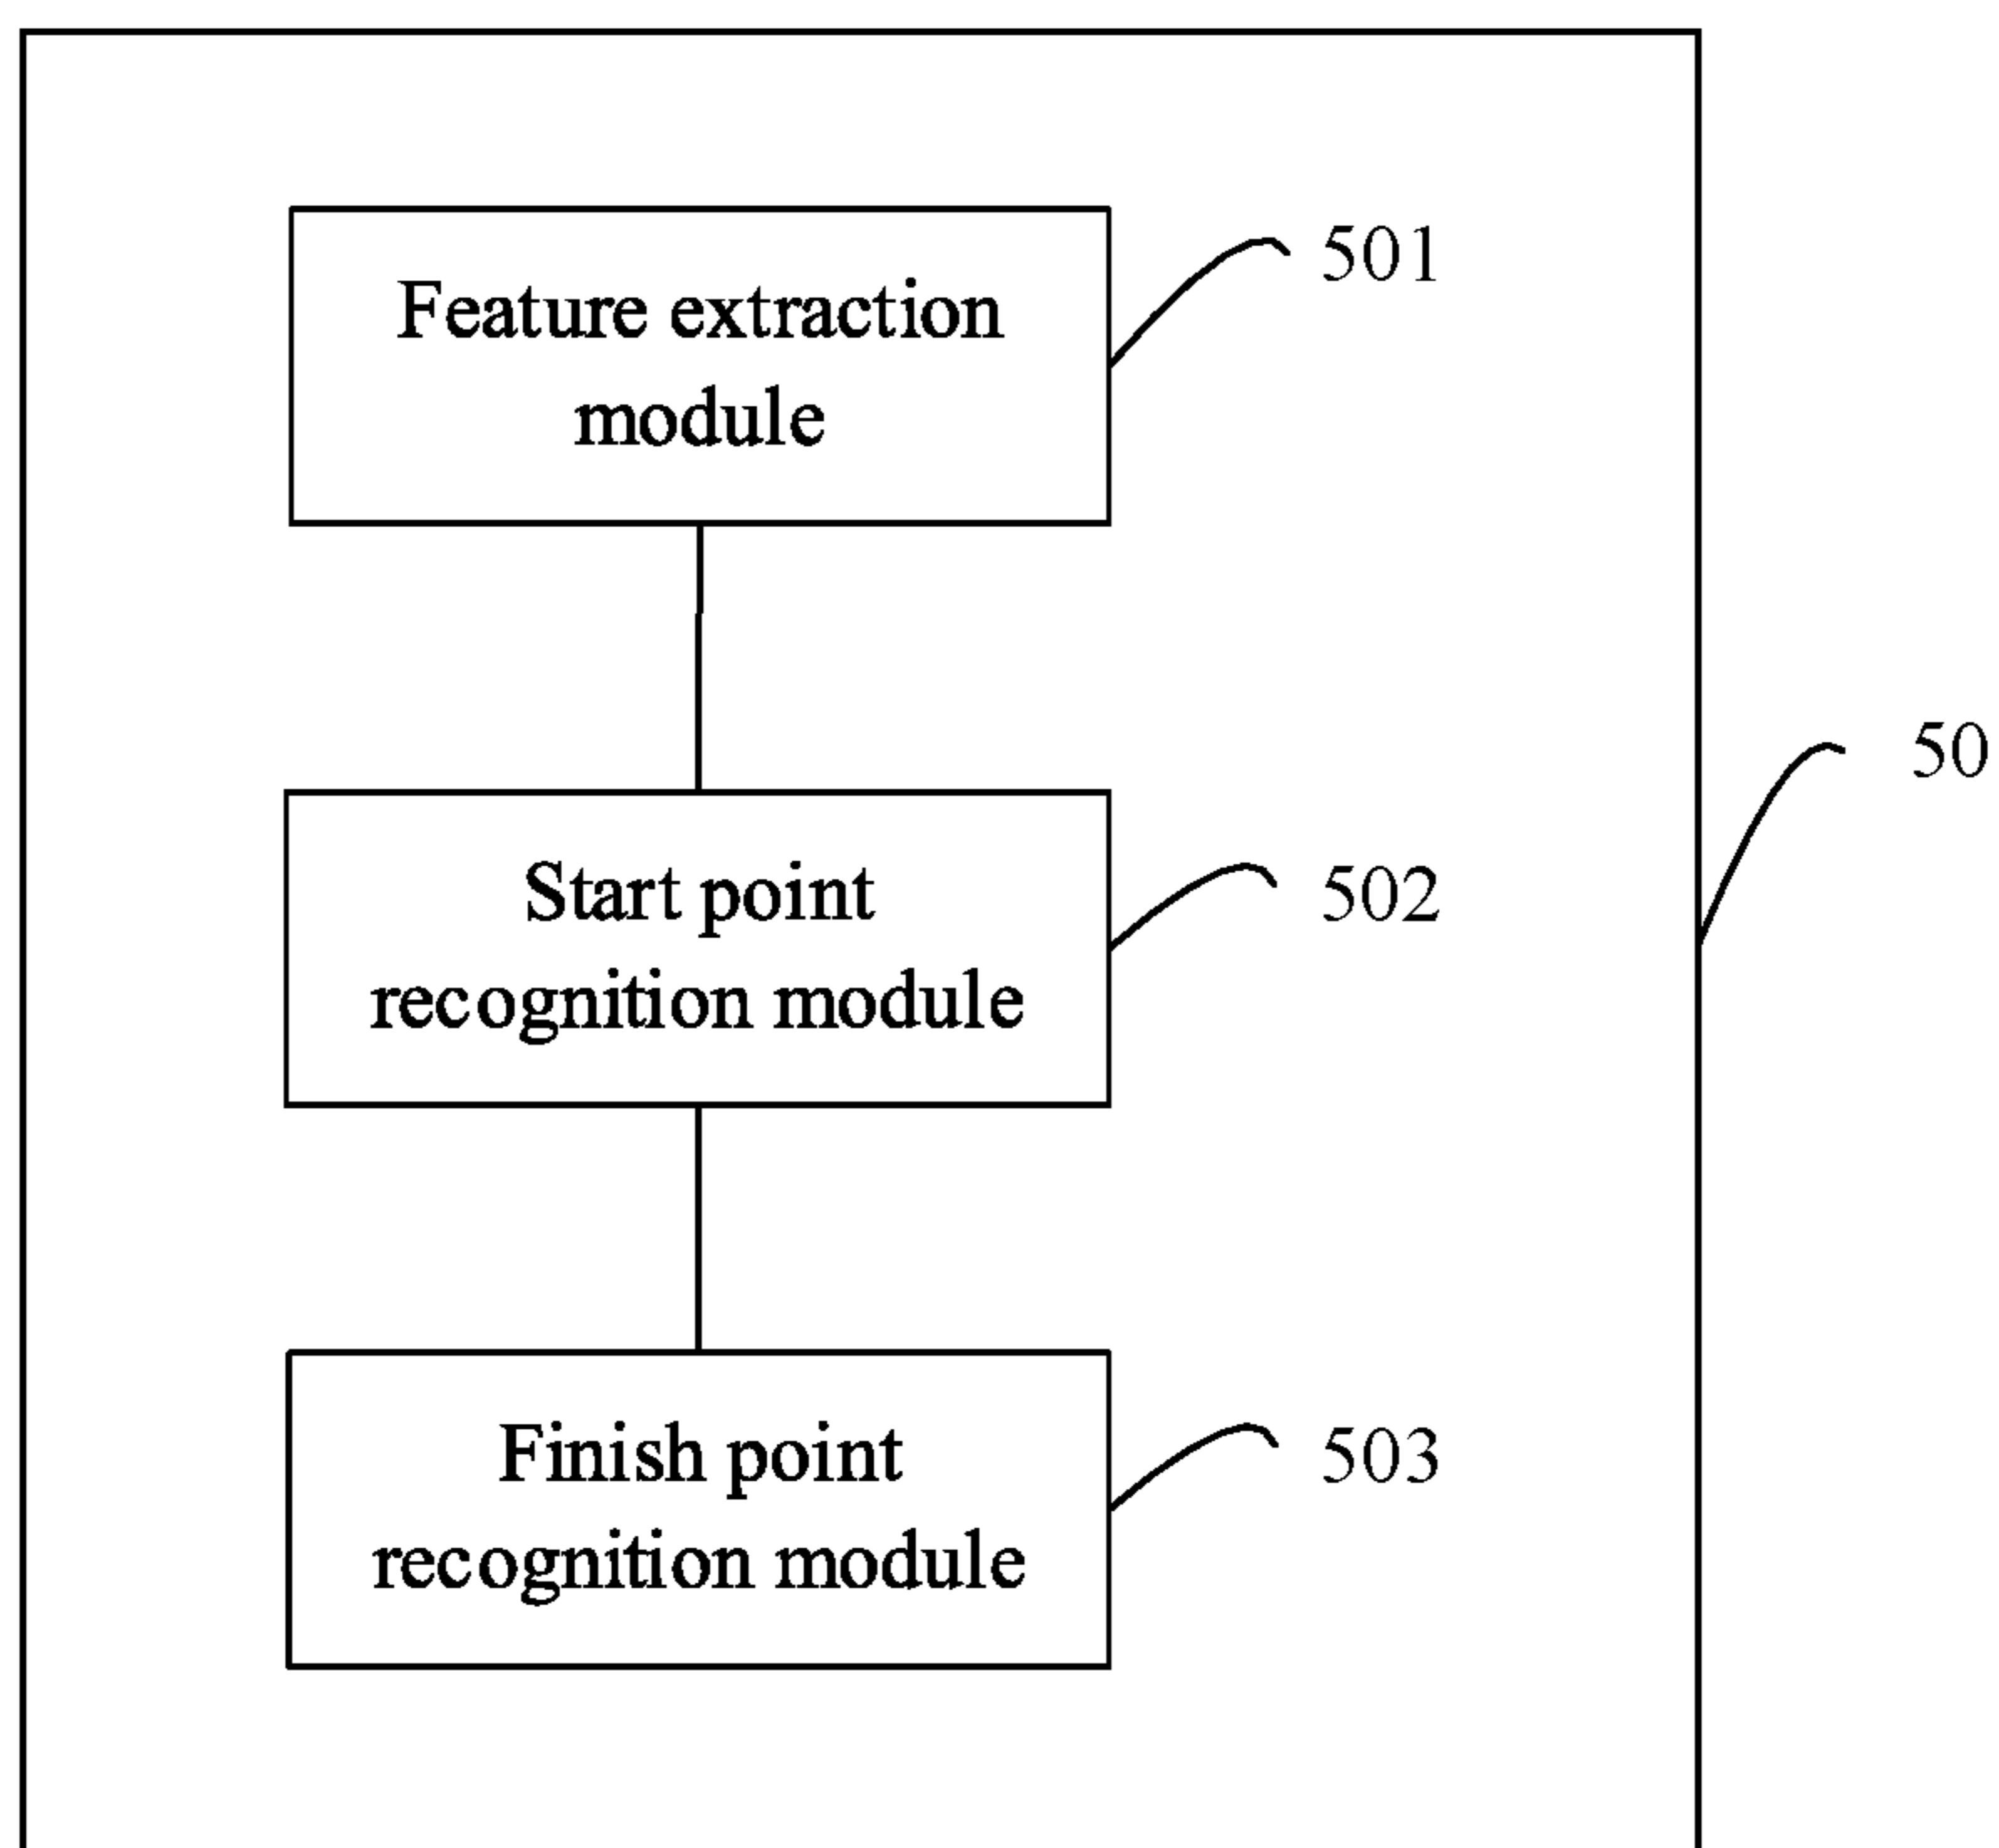 Feature extraction
module
501
50
Start point
recognition module
502
Finish point
recognition module
503